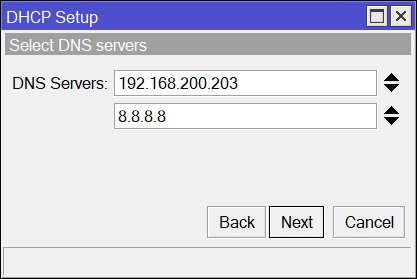 DHCP Setup
Select DNS servers
DNS Servers: 192.168.200.203
8.8.8.8
Back Next Cancel